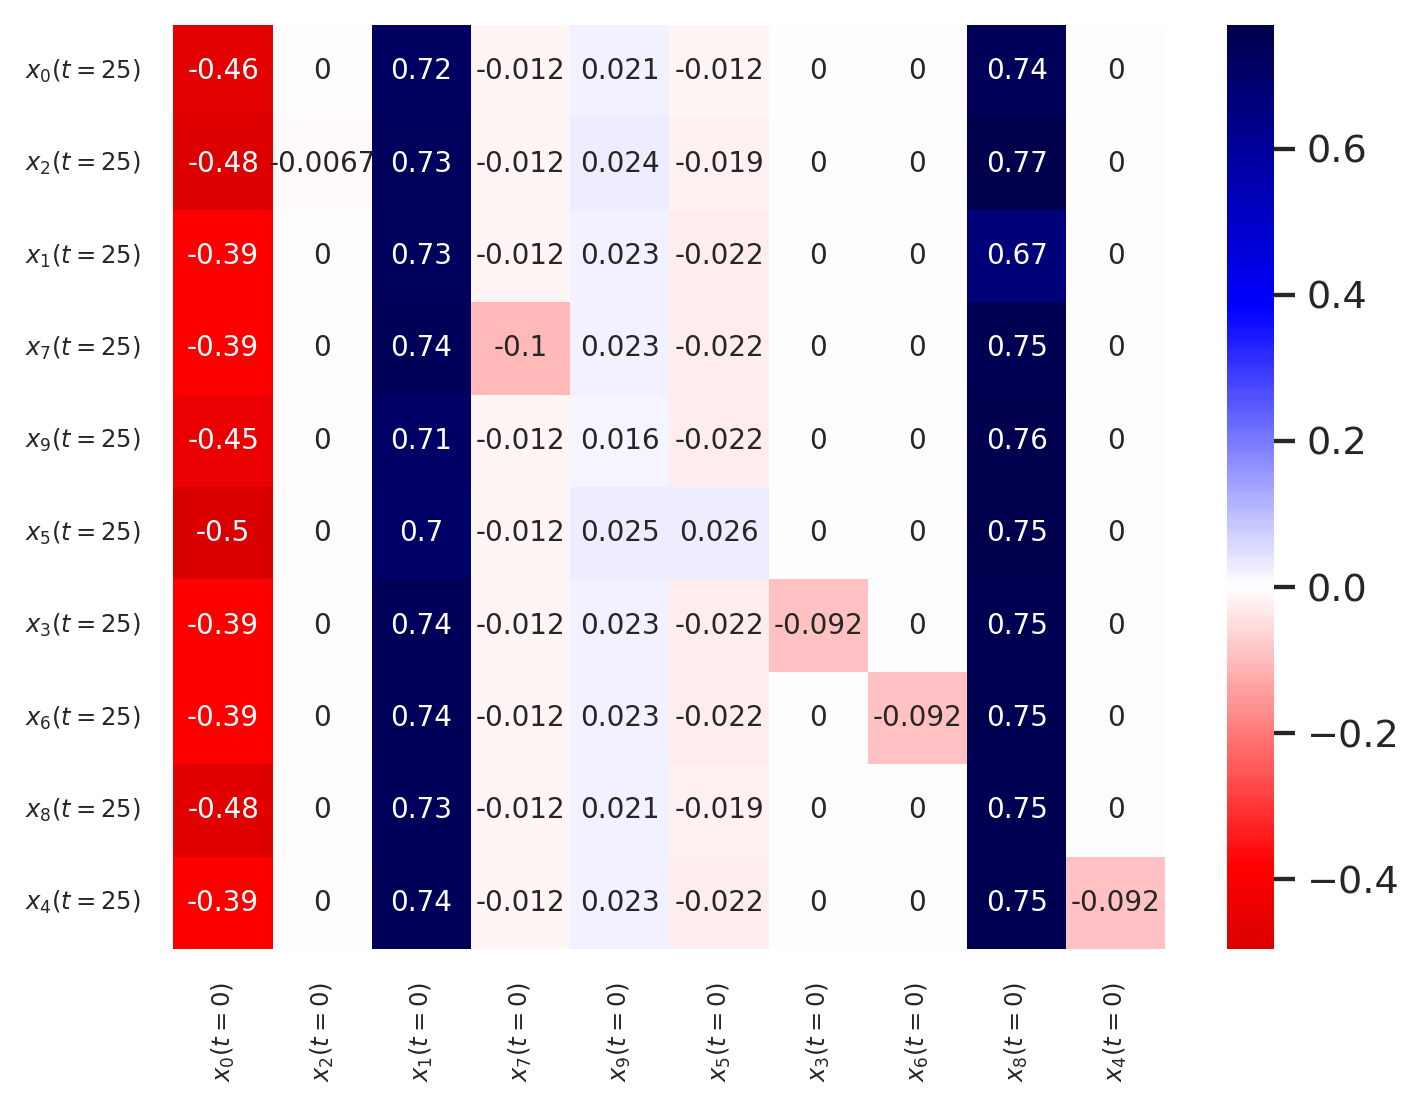 x₀(t = 25) -0.46 0 0.72 -0.012 0.021 -0.012 0 0 0.74 0
x₂(t = 25) -0.48 -0.0067 0.73 -0.012 0.024 -0.019 0 0 0.77 0
x₁(t = 25) -0.39 0 0.73 -0.012 0.023 -0.022 0 0 0.67 0
x₇(t = 25) -0.39 0 0.74 -0.1 0.023 -0.022 0 0 0.75 0
x₉(t = 25) -0.45 0 0.71 -0.012 0.016 -0.022 0 0 0.76 0
x₅(t = 25) -0.5 0 0.7 -0.012 0.025 0.026 0 0 0.75 0
x₃(t = 25) -0.39 0 0.74 -0.012 0.023 -0.022 -0.092 0 0.75 0
x₆(t = 25) -0.39 0 0.74 -0.012 0.023 -0.022 0 -0.092 0.75 0
x₈(t = 25) -0.48 0 0.73 -0.012 0.021 -0.019 0 0 0.75 0
x₄(t = 25) -0.39 0 0.74 -0.012 0.023 -0.022 0 0 0.75 -0.092
x₀(t = 0)
x₂(t = 0)
x₁(t = 0)
x₇(t = 0)
x₉(t = 0)
x₅(t = 0)
x₃(t = 0)
x₆(t = 0)
x₈(t = 0)
x₄(t = 0)
0.6
0.4
0.2
0.0
−0.2
−0.4